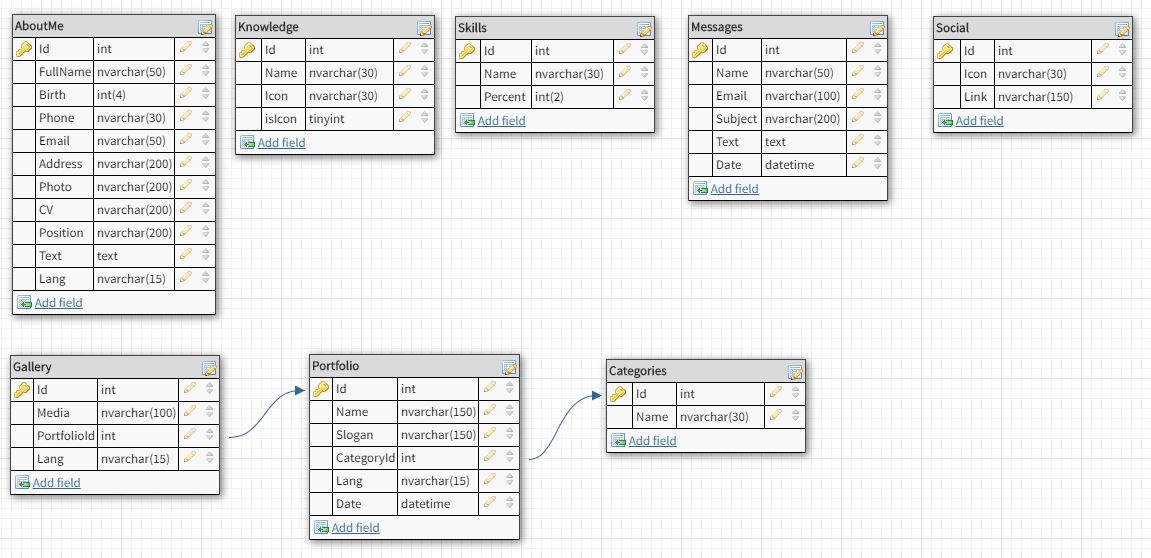 AboutMe
Id int
FullName nvarchar(50)
Birth int(4)
Phone nvarchar(30)
Email nvarchar(50)
Address nvarchar(200)
Photo nvarchar(200)
CV nvarchar(200)
Position nvarchar(200)
Text text
Lang nvarchar(15)
Add field
Knowledge
Id int
Name nvarchar(30)
Icon nvarchar(30)
isIcon tinyint
Add field
Skills
Id int
Name nvarchar(30)
Percent int(2)
Add field
Messages
Id int
Name nvarchar(50)
Email nvarchar(100)
Subject nvarchar(200)
Text text
Date datetime
Add field
Social
Id int
Icon nvarchar(30)
Link nvarchar(150)
Add field
Gallery
Id int
Media nvarchar(100)
PortfolioId int
Lang nvarchar(15)
Add field
Portfolio
Id int
Name nvarchar(150)
Slogan nvarchar(150)
CategoryId int
Lang nvarchar(15)
Date datetime
Add field
Categories
Id int
Name nvarchar(30)
Add field